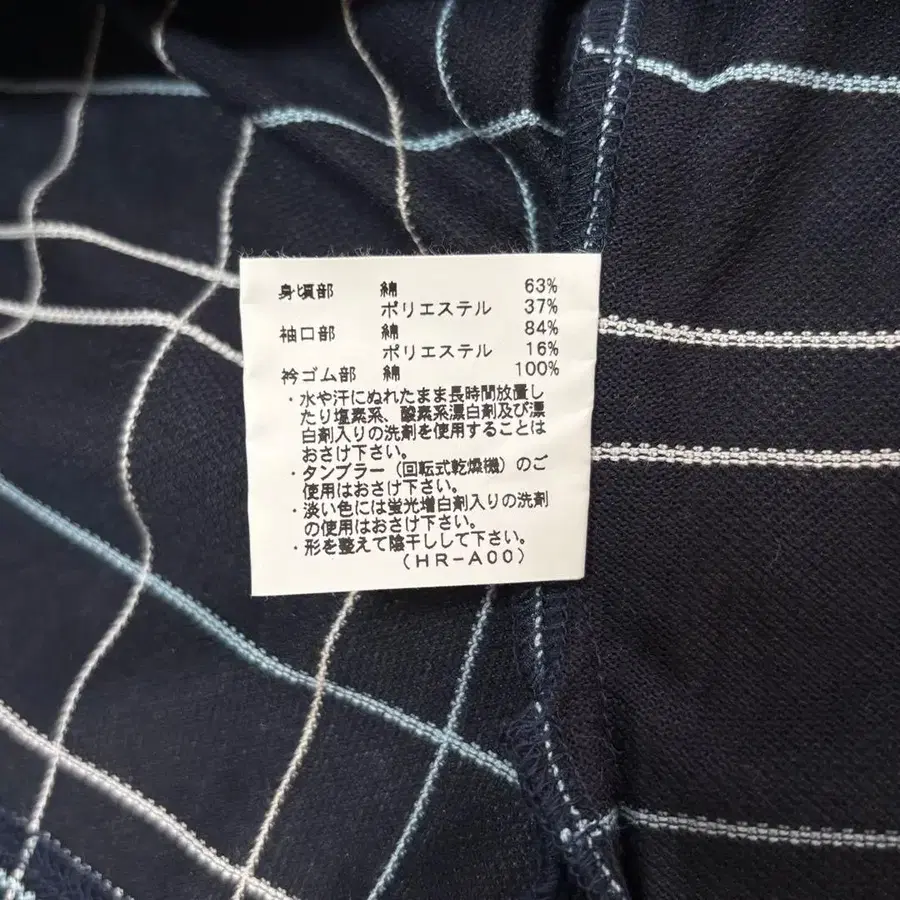 身頃部 綿 63%
ポリエステル 37%
袖口部 綿 84%
ポリエステル 16%
衿ゴム部 綿 100%
・水や汗にぬれたまま長時間放置し
たり塩素系、酸素系漂白剤及び漂
白剤入りの洗剤を使用することは
おさけ下さい。
・タンブラー(回転式乾燥機)のご
使用はおさけ下さい。
・淡い色には蛍光増白剤入りの洗剤
の使用はおさけ下さい。
・形を整えて陰干しして下さい。
(HR-A00)